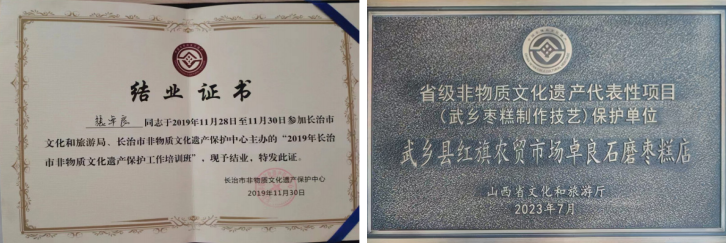 结业证书
同志于2019年11月28日至11月30日参加长治市
文化和旅游局、长治市非物质文化遗产保护中心主办的“2019年长治
市非物质文化遗产保护工作培训班”，现予结业，特发此证。
长治市非物质文化遗产保护中心
2019年11月30日
省级非物质文化遗产代表性项目
（武乡枣糕制作技艺）保护单位
武乡县红旗农贸市场卓良石磨枣糕店
山西省文化和旅游厅
2023年7月